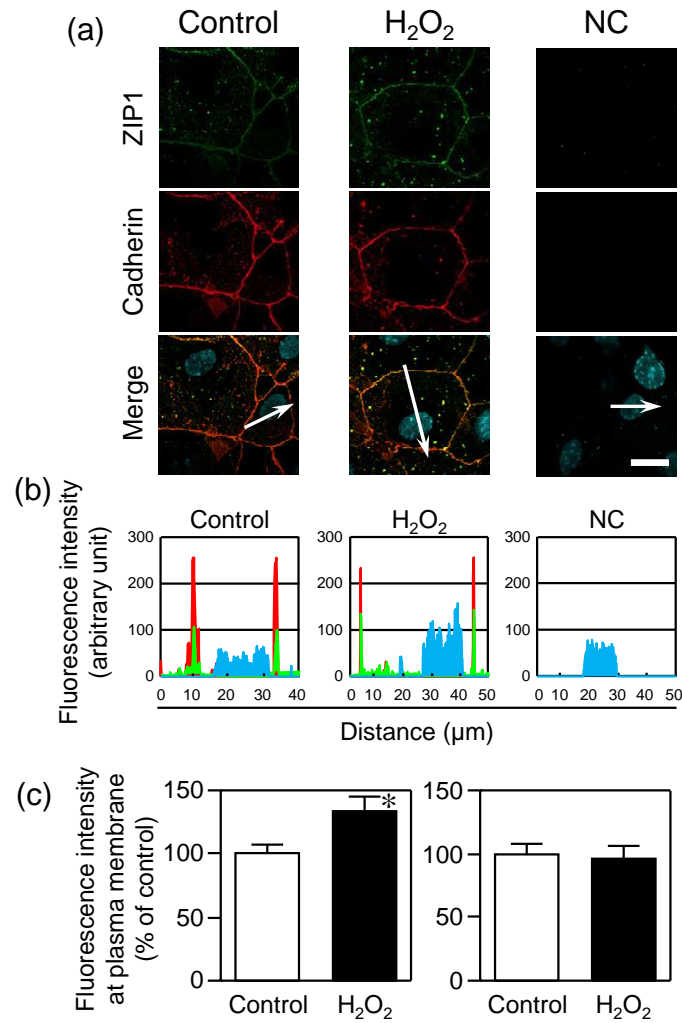 (a) Control H₂O₂ NC
ZIP1
Cadherin
Merge
(b)
Fluorescence intensity
(arbitrary unit)
Control H₂O₂ NC
300 300 300
200 200 200
100 100 100
0 0 0
0 10 20 30 40 0 10 20 30 40 50 0 10 20 30 40 50
Distance (µm)
(c)
Fluorescence intensity
at plasma membrane
(% of control)
150 150
100 100
50 50
0 0
*
Control H₂O₂ Control H₂O₂